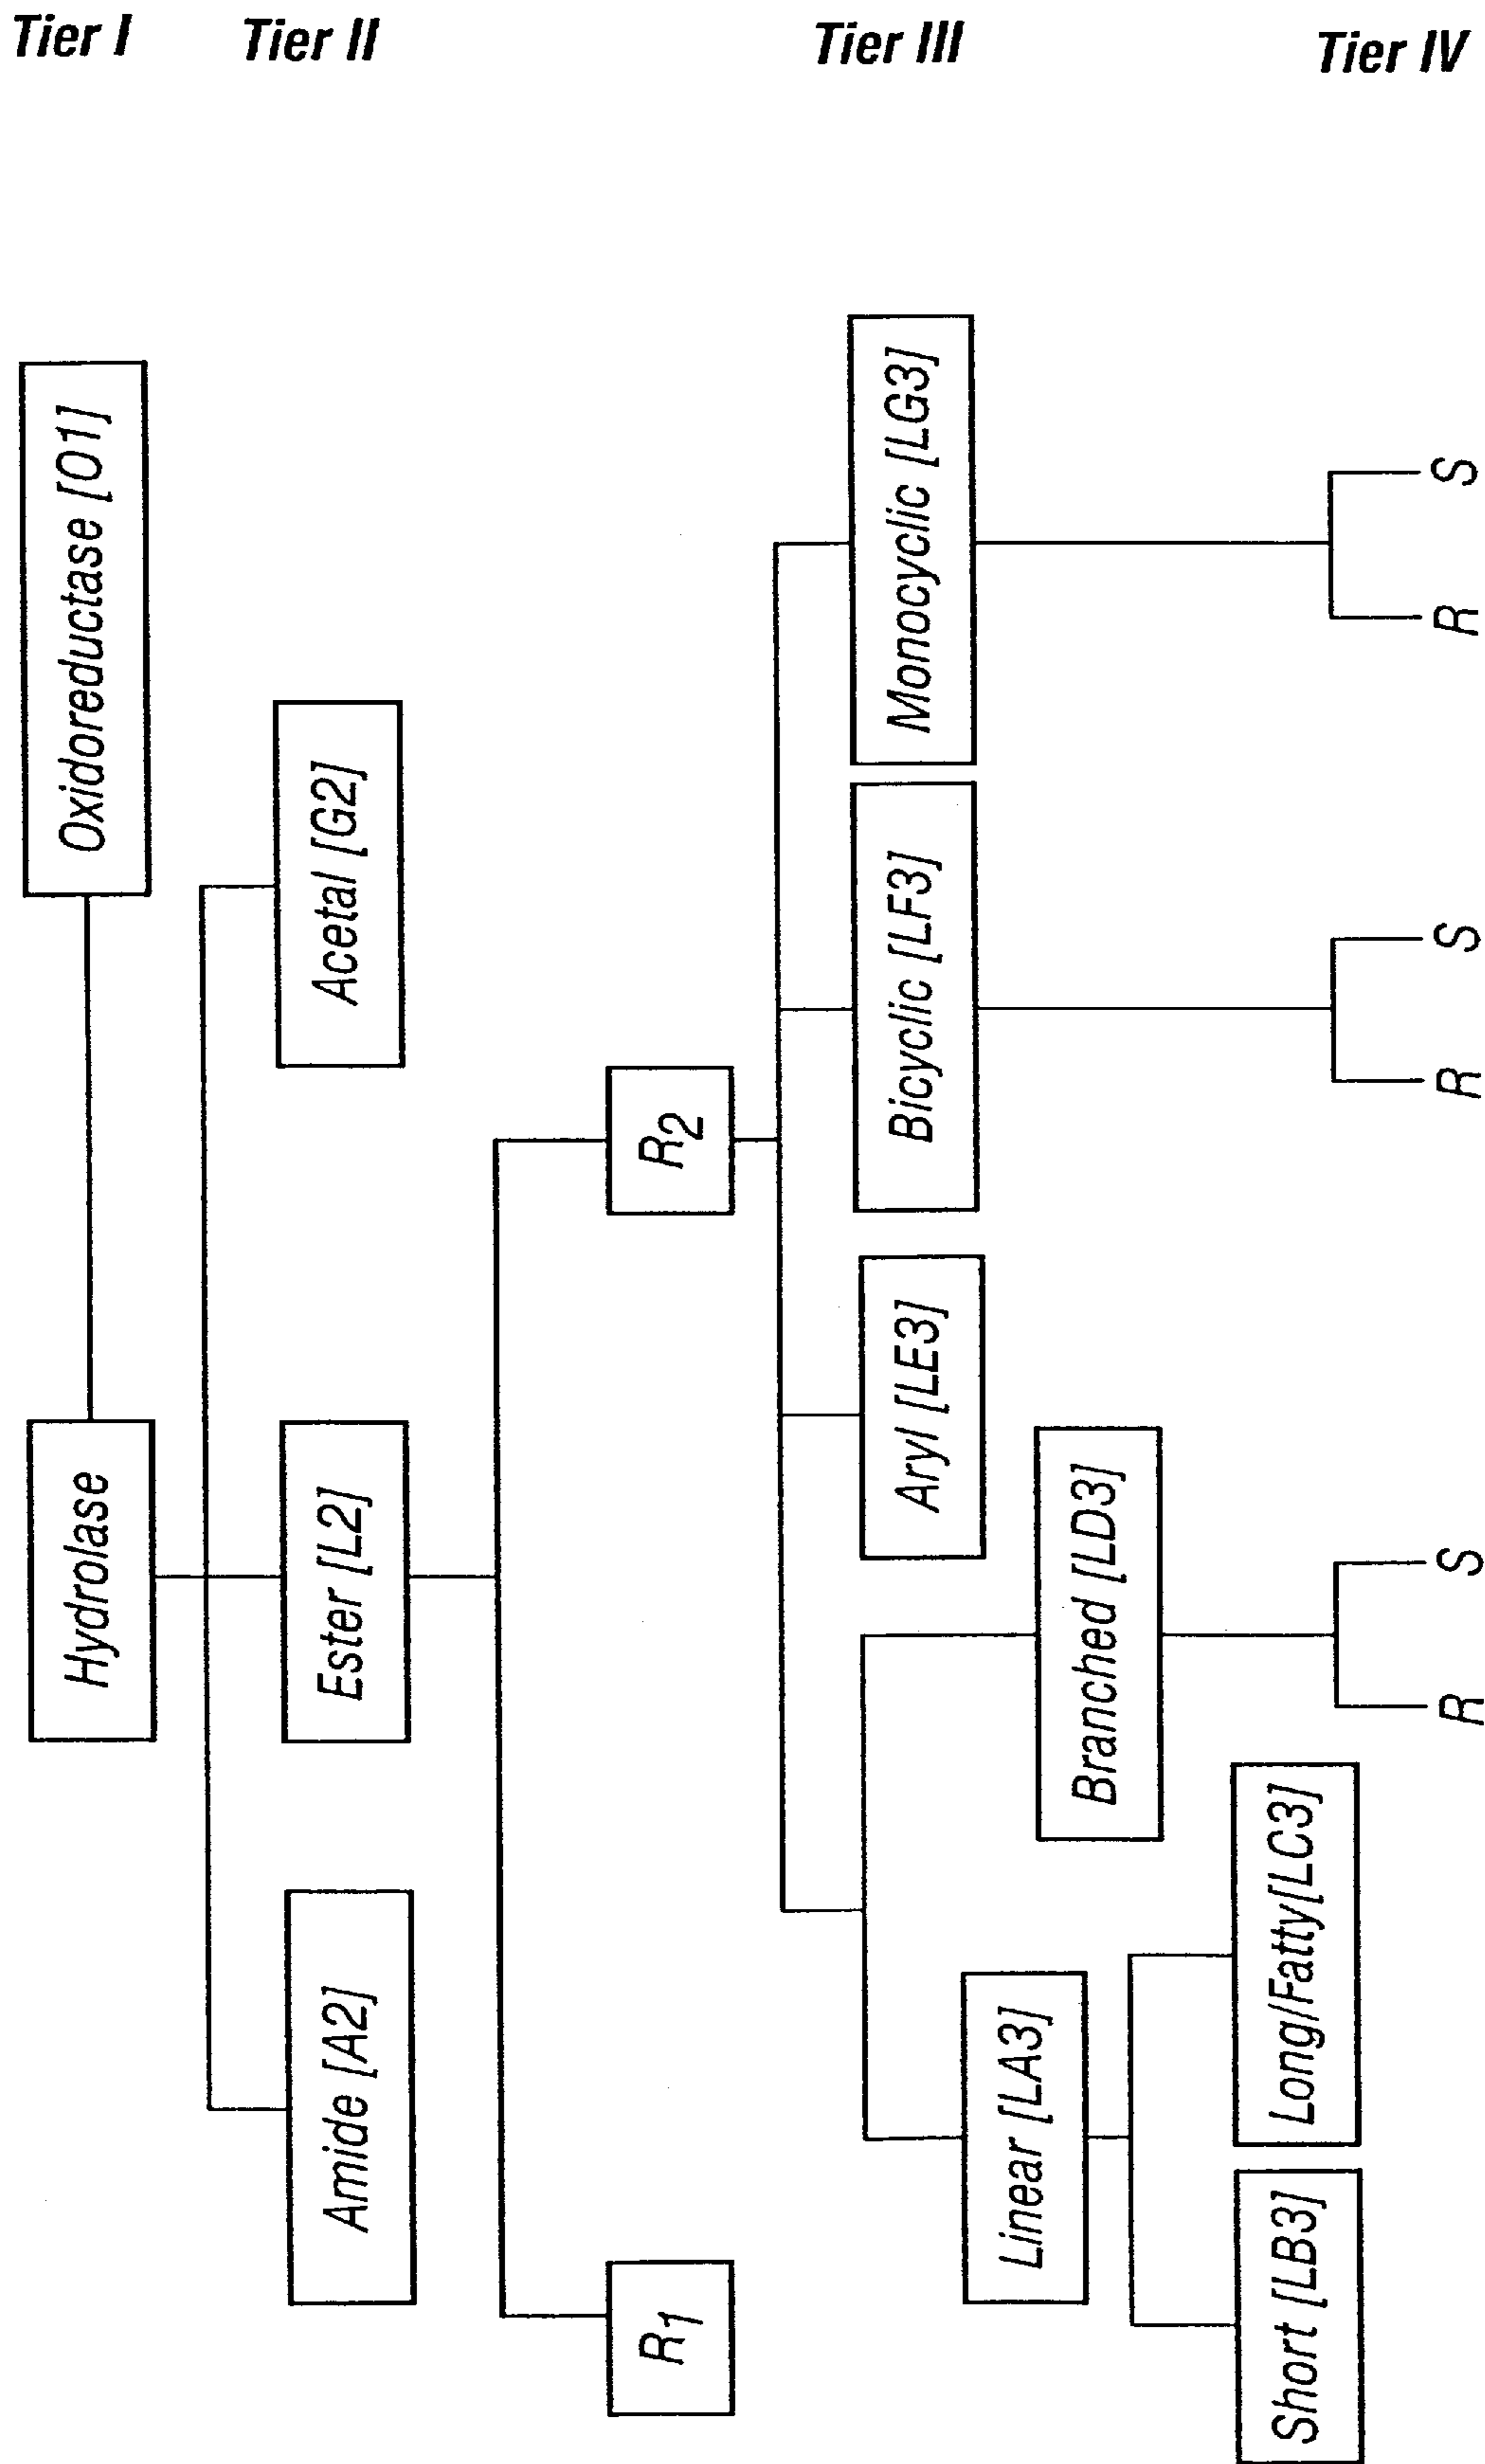 Tier I
Tier II
Tier III
Tier IV
Hydrolase
Oxidoreductase [O1]
Amide [A2]
Ester [L2]
Acetal [G2]
R1
R2
Linear [LA3]
Branched [LD3]
Aryl [LE3]
Bicyclic [LF3]
Monocyclic [LG3]
Short [LB3]
Long/Fatty[LC3]
R
S
R
S
R
S